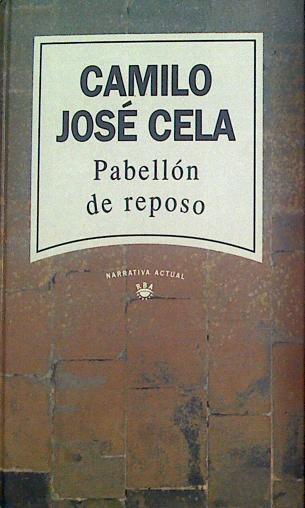 CAMILO
JOSÉ CELA
Pabellón
de reposo
NARRATIVA ACTUAL
RBA